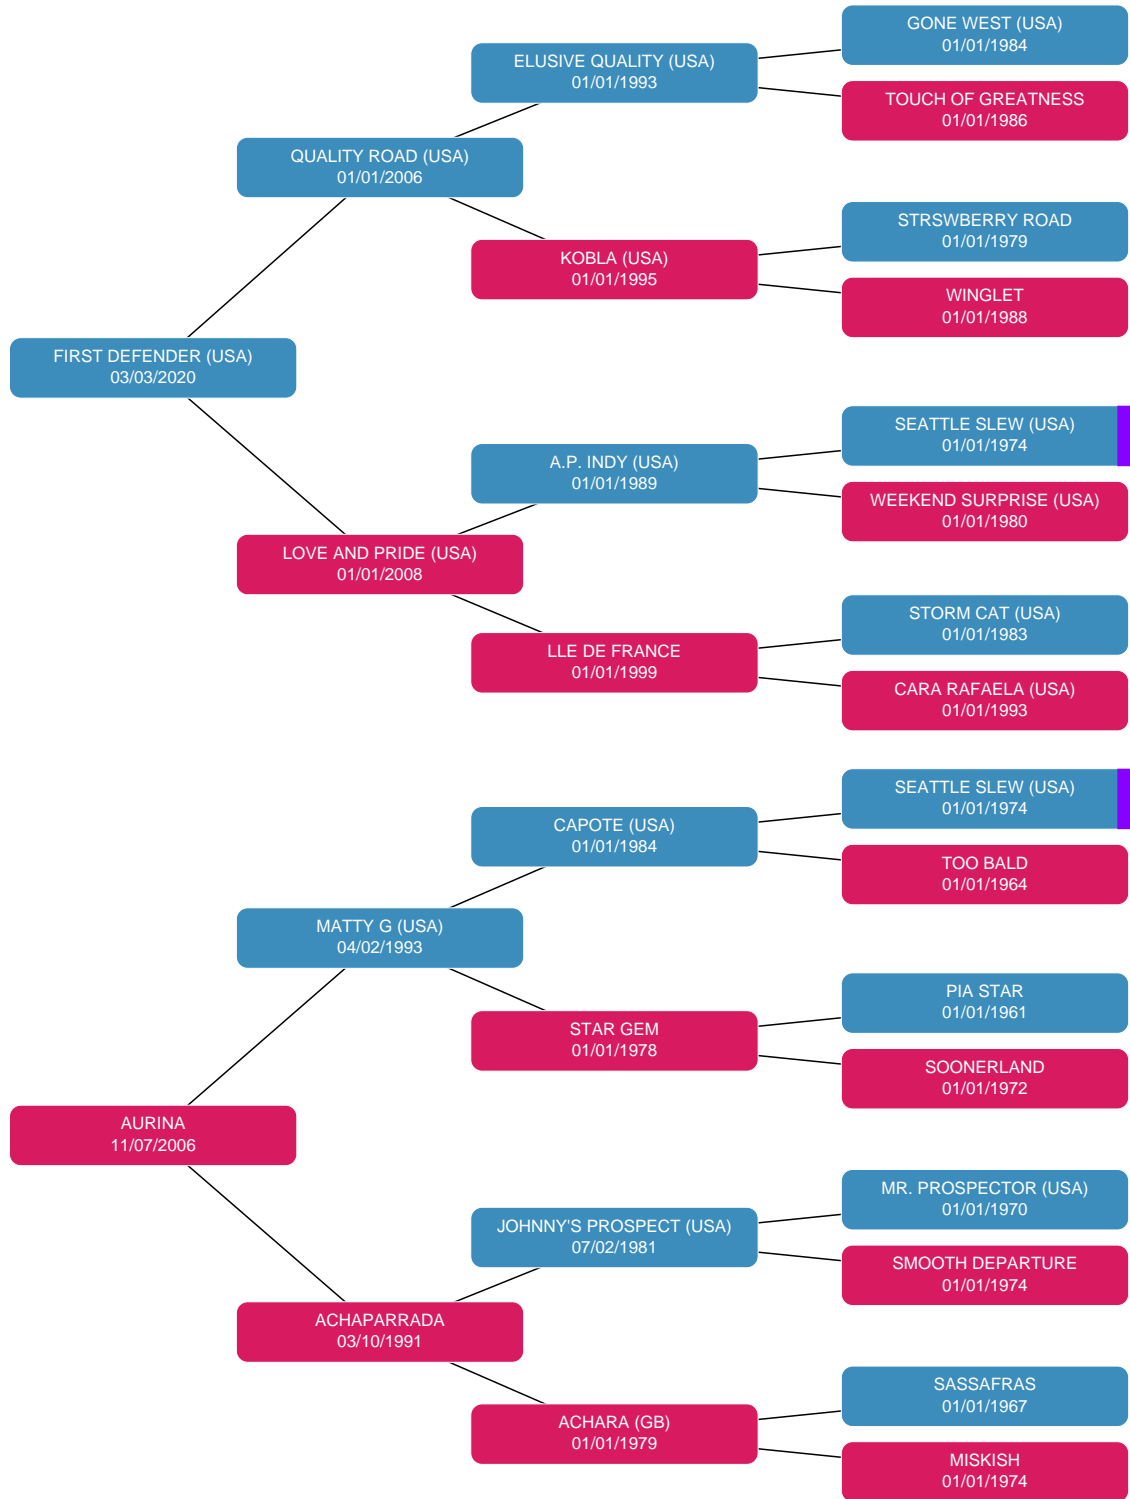 GONE WEST (USA)
01/01/1984
ELUSIVE QUALITY (USA)
01/01/1993
TOUCH OF GREATNESS
01/01/1986
QUALITY ROAD (USA)
01/01/2006
STRSWBERRY ROAD
01/01/1979
KOBLA (USA)
01/01/1995
WINGLET
01/01/1988
FIRST DEFENDER (USA)
03/03/2020
SEATTLE SLEW (USA)
01/01/1974
A.P. INDY (USA)
01/01/1989
WEEKEND SURPRISE (USA)
01/01/1980
LOVE AND PRIDE (USA)
01/01/2008
STORM CAT (USA)
01/01/1983
LLE DE FRANCE
01/01/1999
CARA RAFAELA (USA)
01/01/1993
SEATTLE SLEW (USA)
01/01/1974
CAPOTE (USA)
01/01/1984
TOO BALD
01/01/1964
MATTY G (USA)
04/02/1993
PIA STAR
01/01/1961
STAR GEM
01/01/1978
SOONERLAND
01/01/1972
AURINA
11/07/2006
MR. PROSPECTOR (USA)
01/01/1970
JOHNNY'S PROSPECT (USA)
07/02/1981
SMOOTH DEPARTURE
01/01/1974
ACHAPARRADA
03/10/1991
SASSAFRAS
01/01/1967
ACHARA (GB)
01/01/1979
MISKISH
01/01/1974